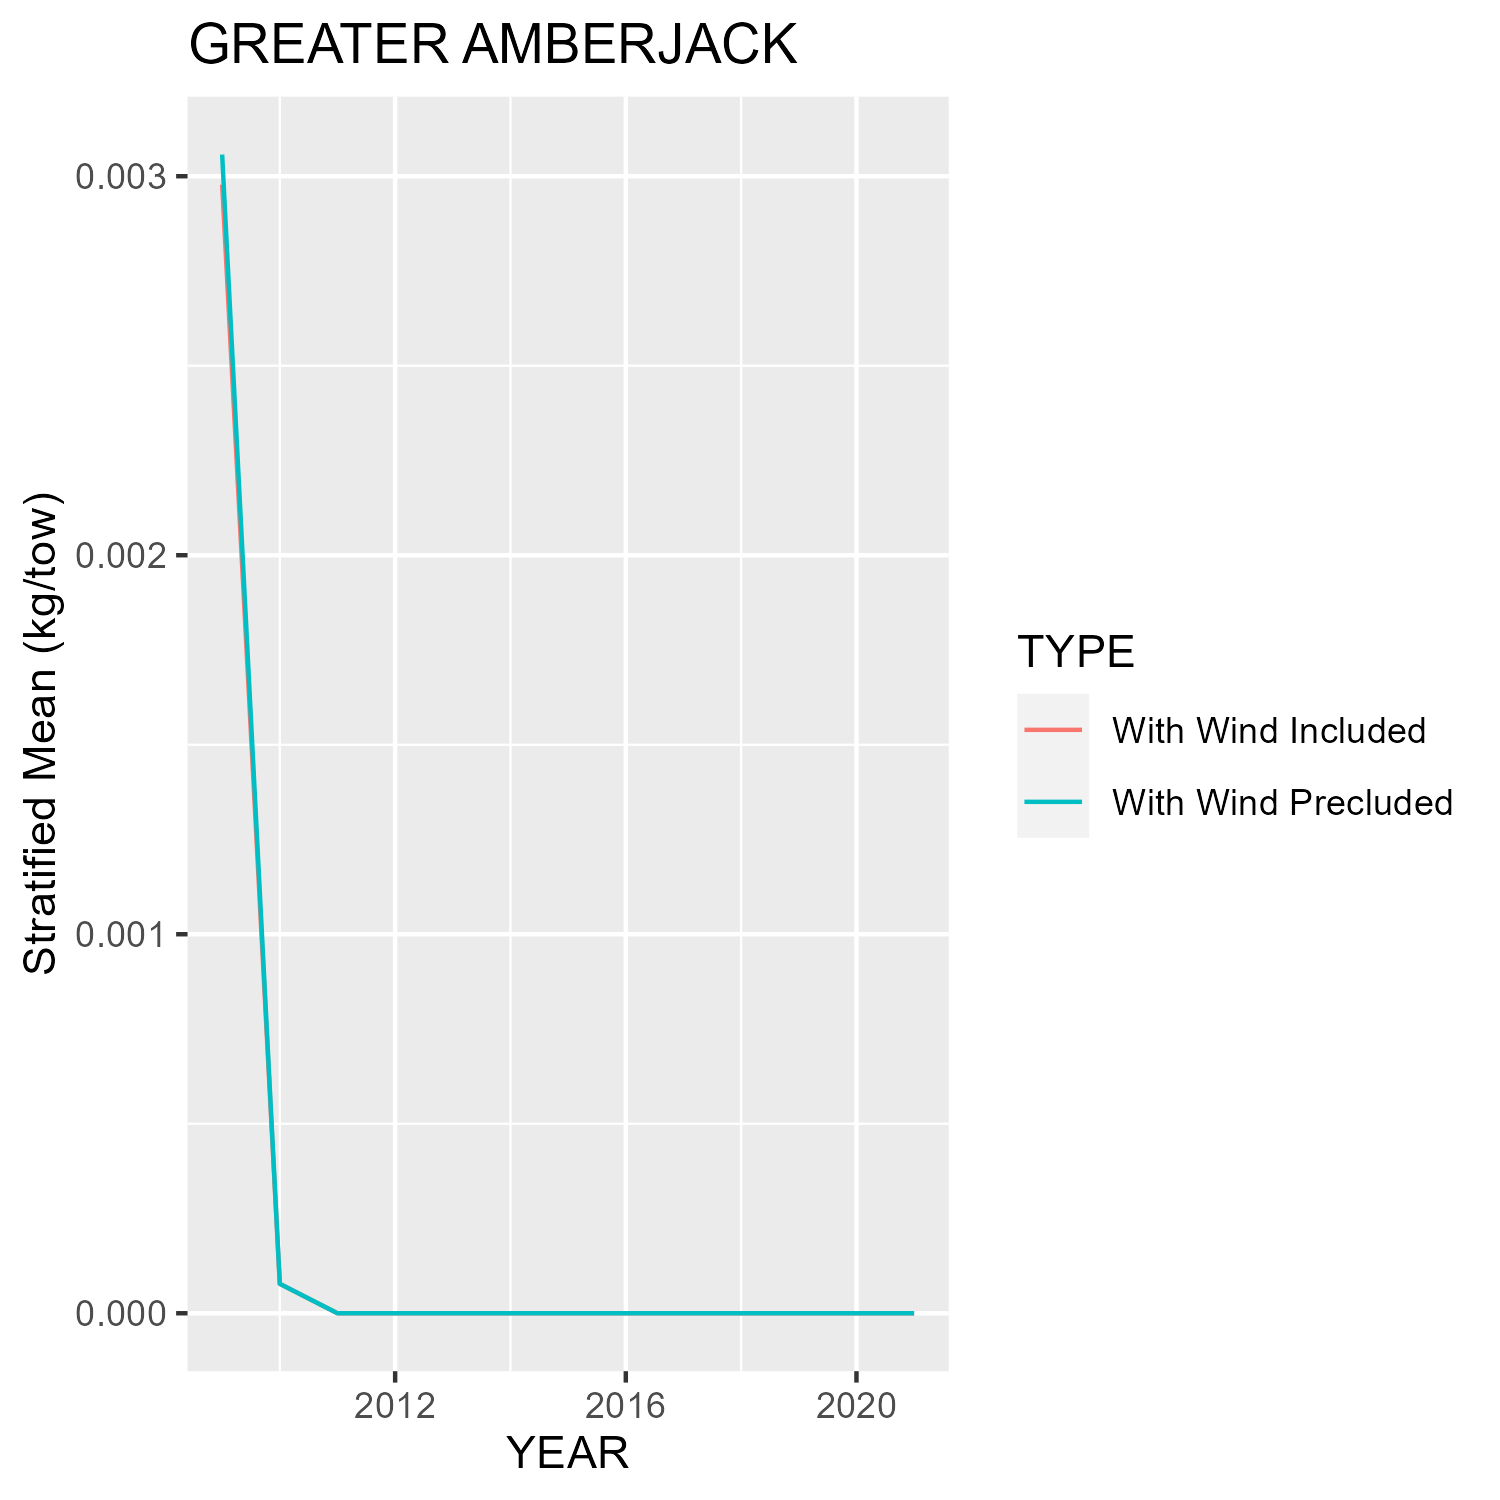 GREATER AMBERJACK
Stratified Mean (kg/tow)
0.003
0.002
0.001
0.000
2012 2016 2020
YEAR
TYPE
With Wind Included
With Wind Precluded